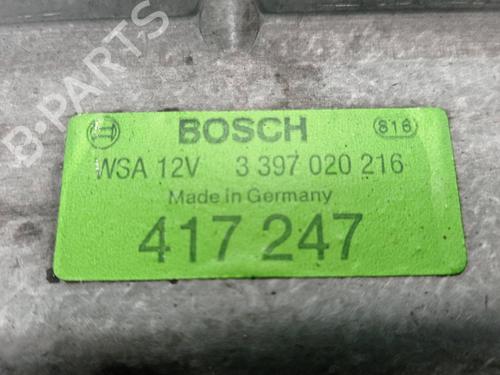 BOSCH 816
WSA 12V 3 397 020 216
Made in Germany
417 247
B-PARTS